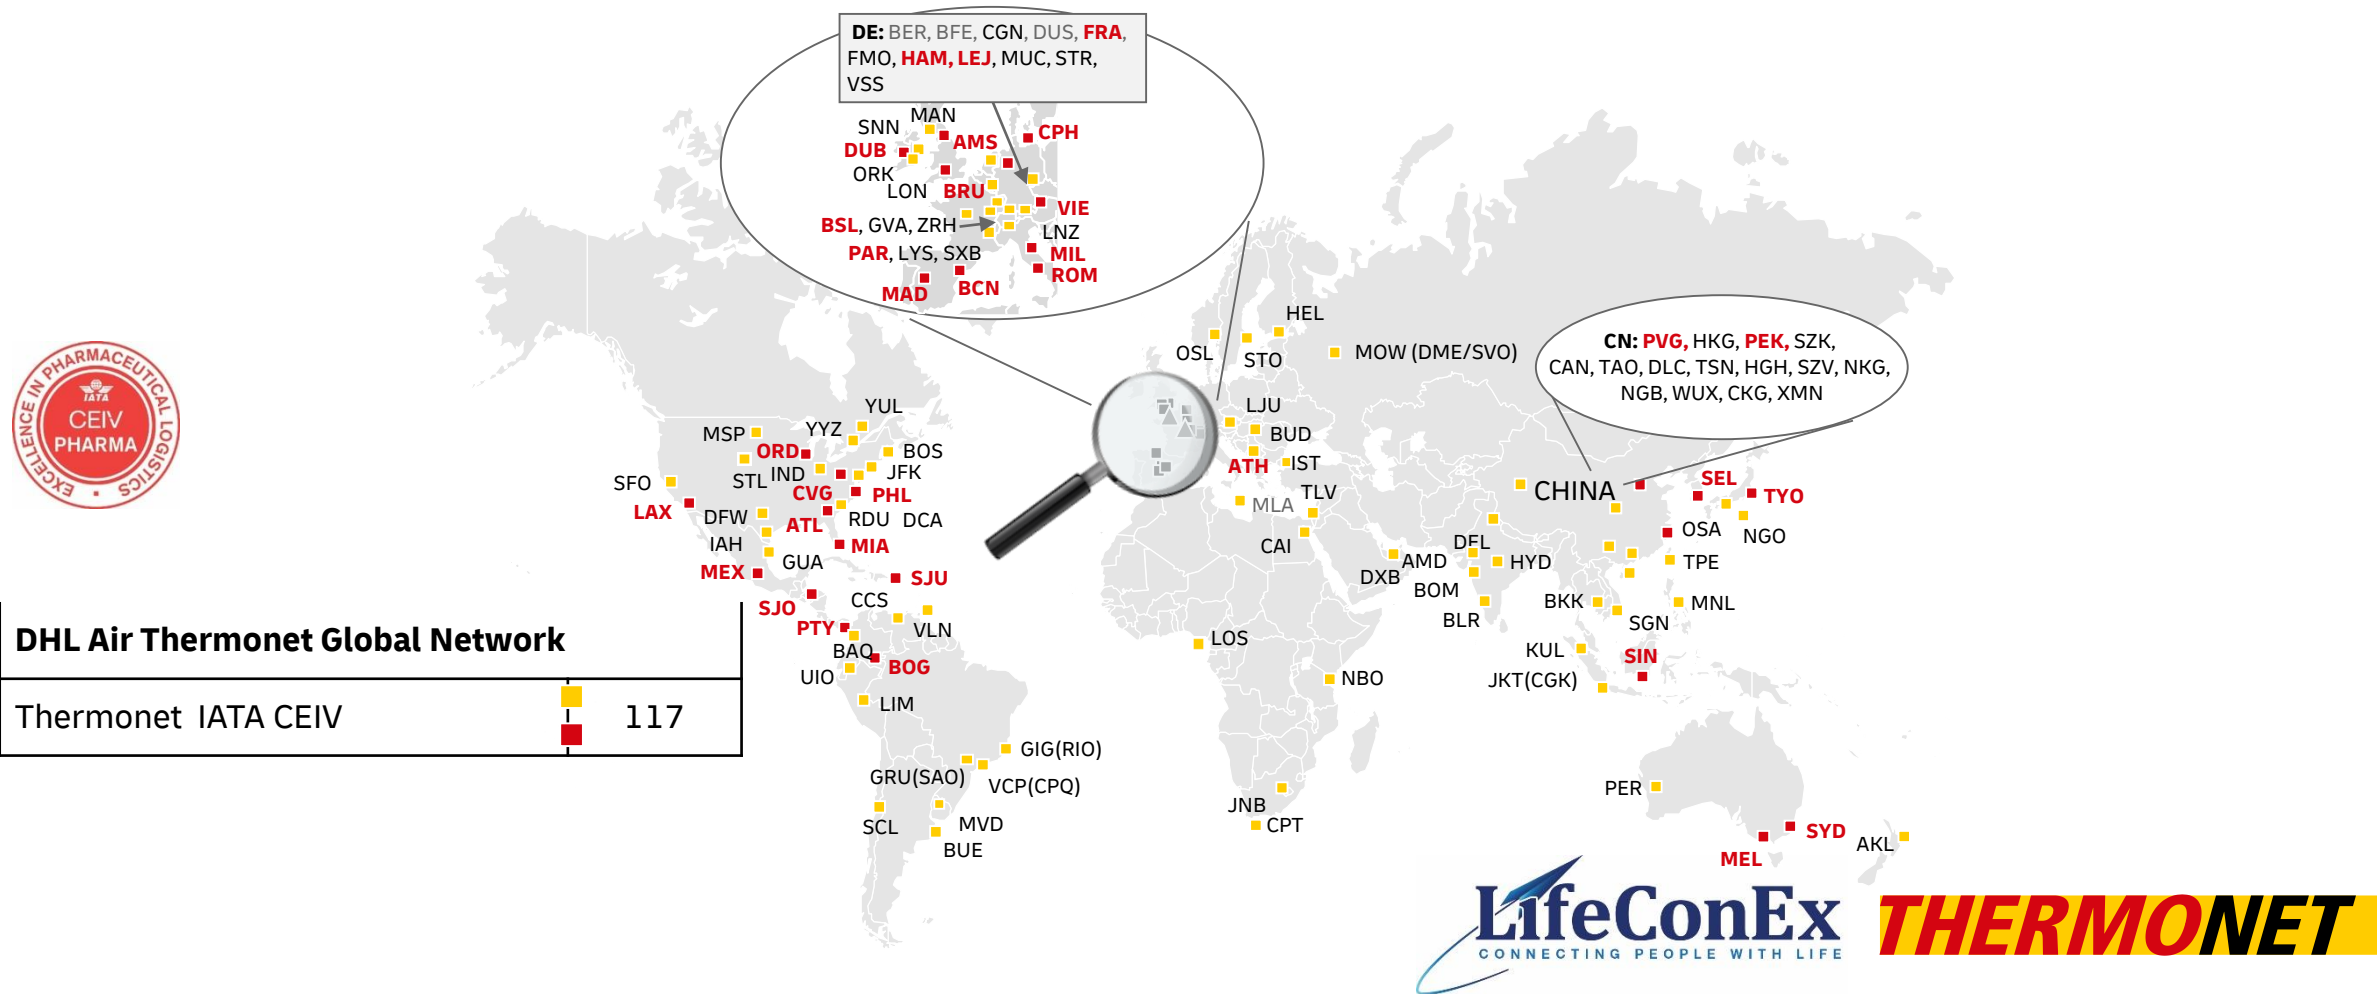 DE: BER, BFE, CGN, DUS, FRA,
FMO, HAM, LEJ, MUC, STR,
VSS
MAN
SNN
DUB
AMS
CPH
ORK
LON
BRU
VIE
BSL, GVA, ZRH
LNZ
PAR, LYS, SXB
MIL
ROM
MAD
BCN
HEL
OSL
STO
MOW (DME/SVO)
CN: PVG, HKG, PEK, SZK,
CAN, TAO, DLC, TSN, HGH, SZV, NKG,
NGB, WUX, CKG, XMN
EXCELLENCE IN PHARMACEUTICAL LOGISTICS
IATA
CEIV
PHARMA
YUL
YYZ
MSP
ORD
BOS
STL
IND
JFK
SFO
CVG
PHL
LAX
DFW
ATL
RDU
DCA
IAH
MIA
GUA
MEX
SJU
SJO
CCS
PTY
VLN
BAQ
BOG
UIO
LIM
GIG(RIO)
GRU(SAO)
VCP(CPQ)
SCL
MVD
BUE
LJU
BUD
ATH
IST
MLA
TLV
CAI
DXB
AMD
DEL
HYD
BOM
BLR
CHINA
SEL
TYO
OSA
NGO
TPE
BKK
MNL
SGN
KUL
SIN
JKT(CGK)
LOS
NBO
JNB
CPT
PER
SYD
MEL
AKL
DHL Air Thermonet Global Network
Thermonet IATA CEIV 117
LifeConEx
CONNECTING PEOPLE WITH LIFE
THERMONET